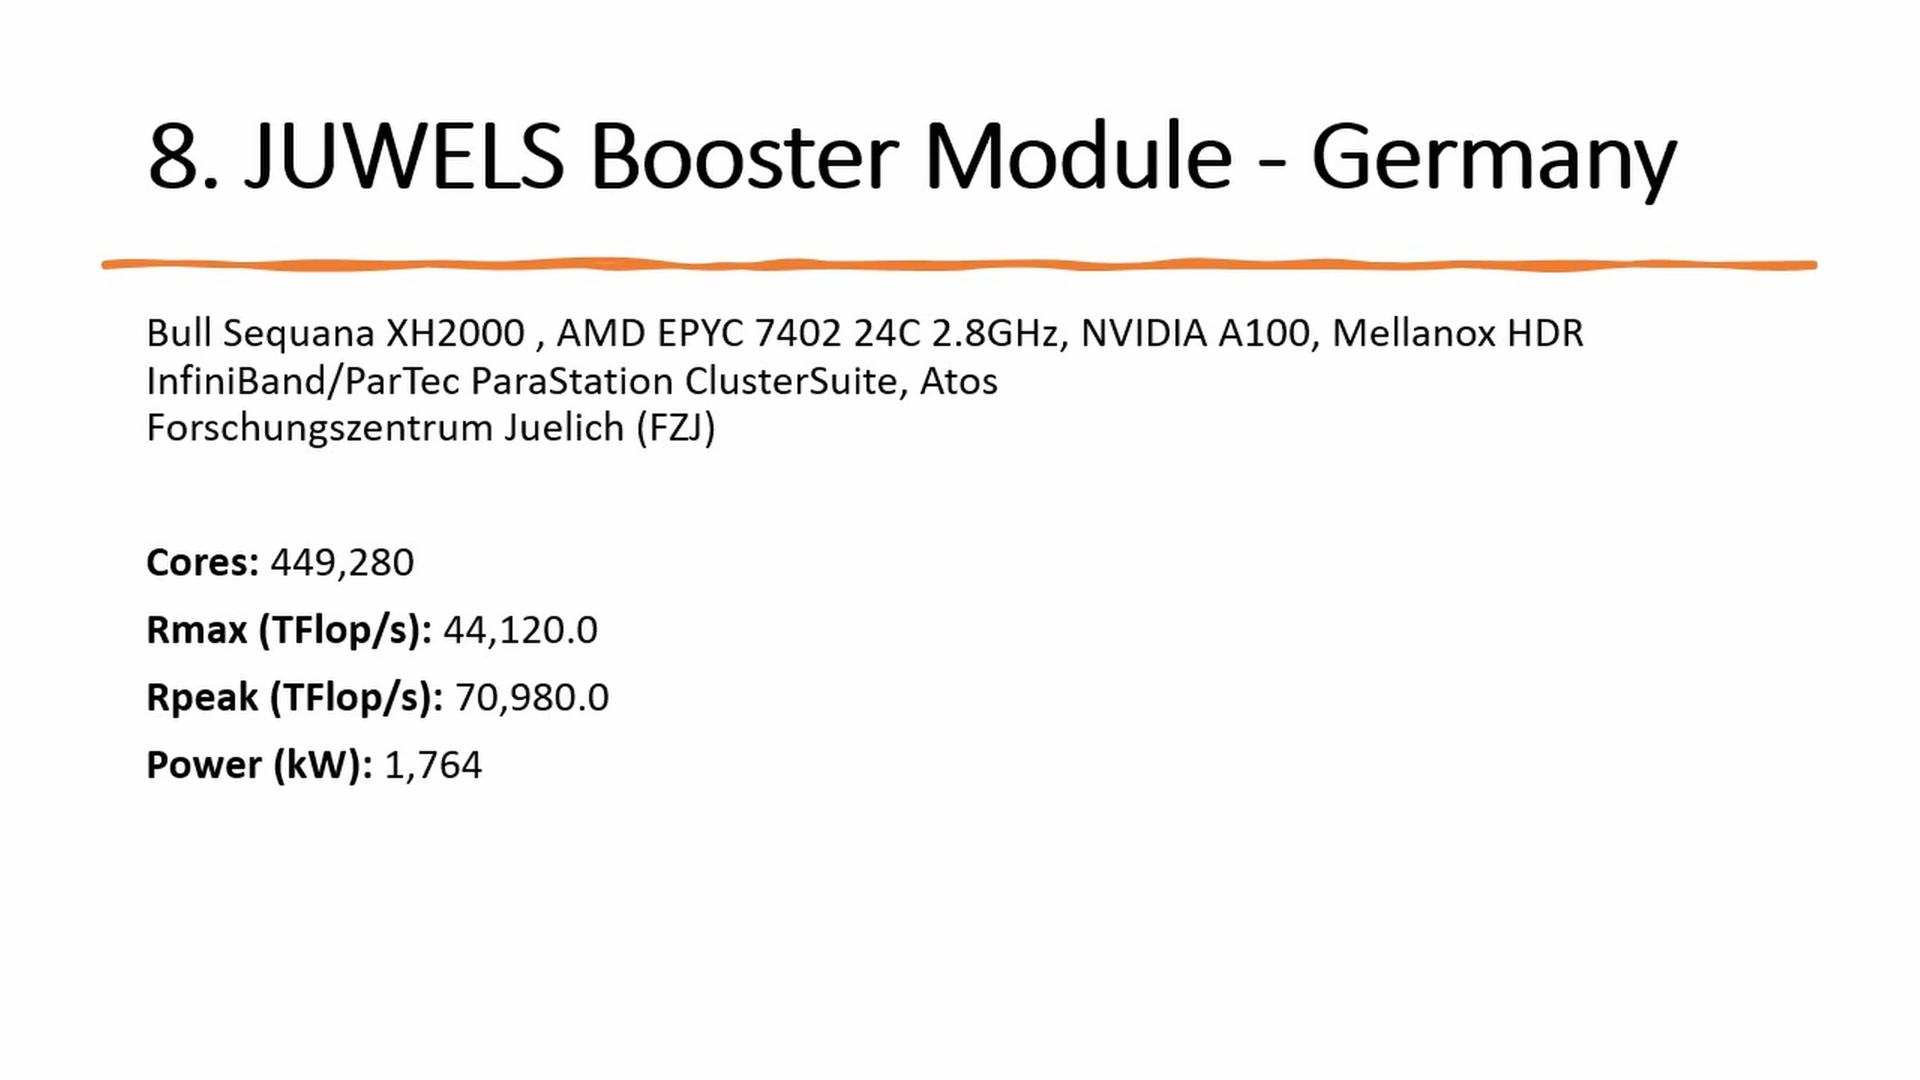 8. JUWELS Booster Module - Germany
Bull Sequana XH2000 , AMD EPYC 7402 24C 2.8GHz, NVIDIA A100, Mellanox HDR
InfiniBand/ParTec ParaStation ClusterSuite, Atos
Forschungszentrum Juelich (FZJ)
Cores: 449,280
Rmax (TFlop/s): 44,120.0
Rpeak (TFlop/s): 70,980.0
Power (kW): 1,764